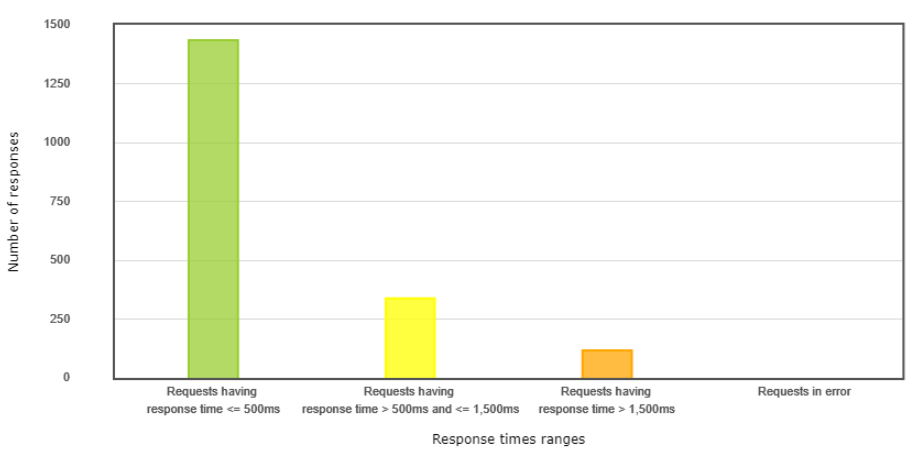 1500
1250
1000
750
500
250
0
Number of responses
Requests having
response time <= 500ms
Requests having
response time > 500ms and <= 1,500ms
Requests having
response time > 1,500ms
Requests in error
Response times ranges